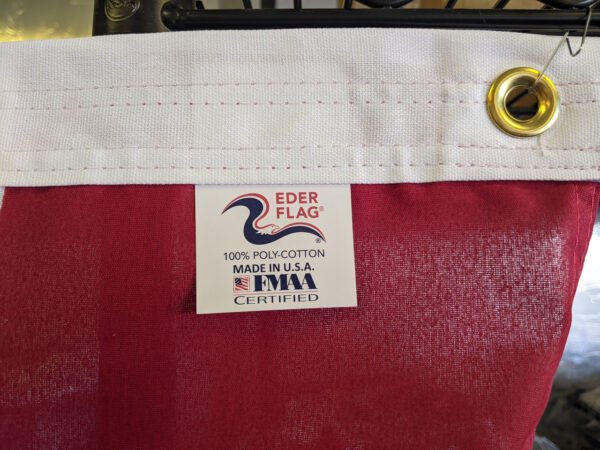 EDER
FLAG®
®
100% POLY-COTTON
MADE IN U.S.A.
FMAA
CERTIFIED